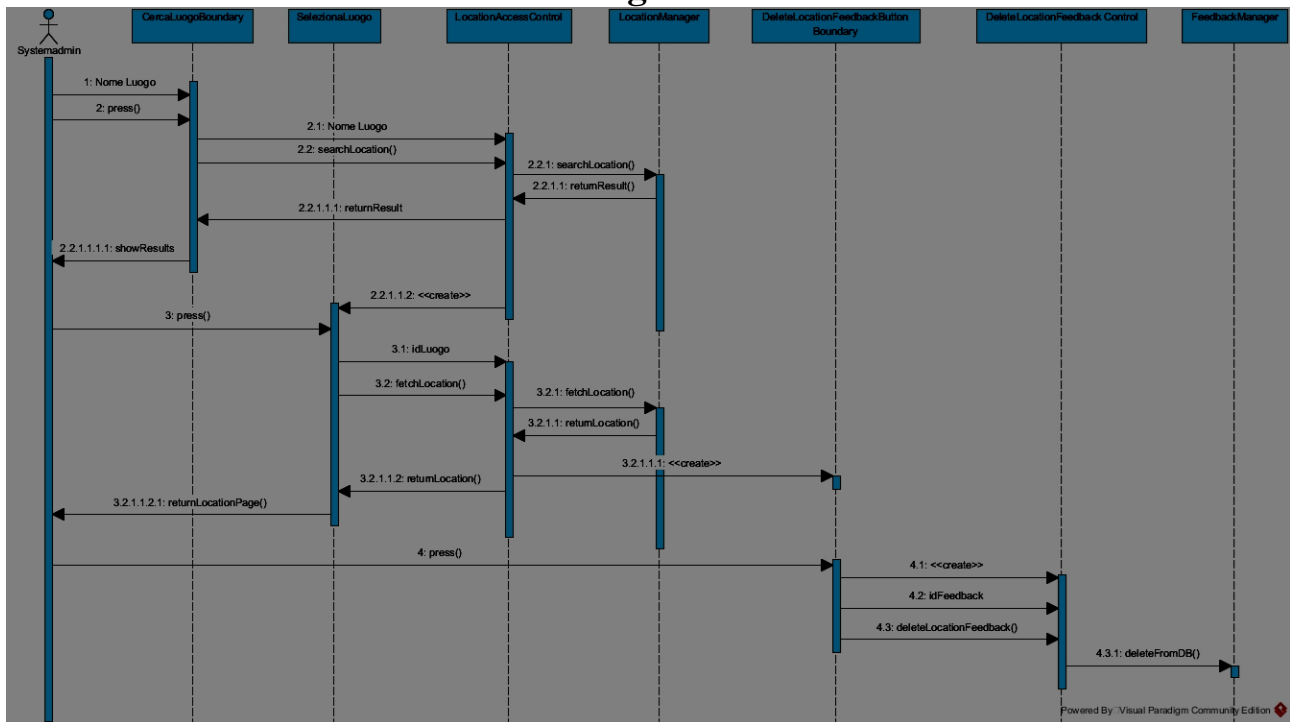 CercaLuogoBoundary
SelezionaLuogo
LocationAccessControl
LocationManager
DeleteLocationFeedbackButton
Boundary
DeleteLocationFeedback Control
FeedbackManager
Systemadmin
1: Nome Luogo
2: press()
2.1: Nome Luogo
2.2: searchLocation()
2.2.1: searchLocation()
2.2.1.1: returnResult()
2.2.1.1.1: returnResult
2.2.1.1.1.1: showResults
2.2.1.1.2: <<create>>
3: press()
3.1: idLuogo
3.2: fetchLocation()
3.2.1: fetchLocation()
3.2.1.1: returnLocation()
3.2.1.1.1: <<create>>
3.2.1.1.2: returnLocation()
3.2.1.1.2.1: returnLocationPage()
4: press()
4.1: <<create>>
4.2: idFeedback
4.3: deleteLocationFeedback()
4.3.1: deleteFromDB()
Powered By Visual Paradigm Community Edition